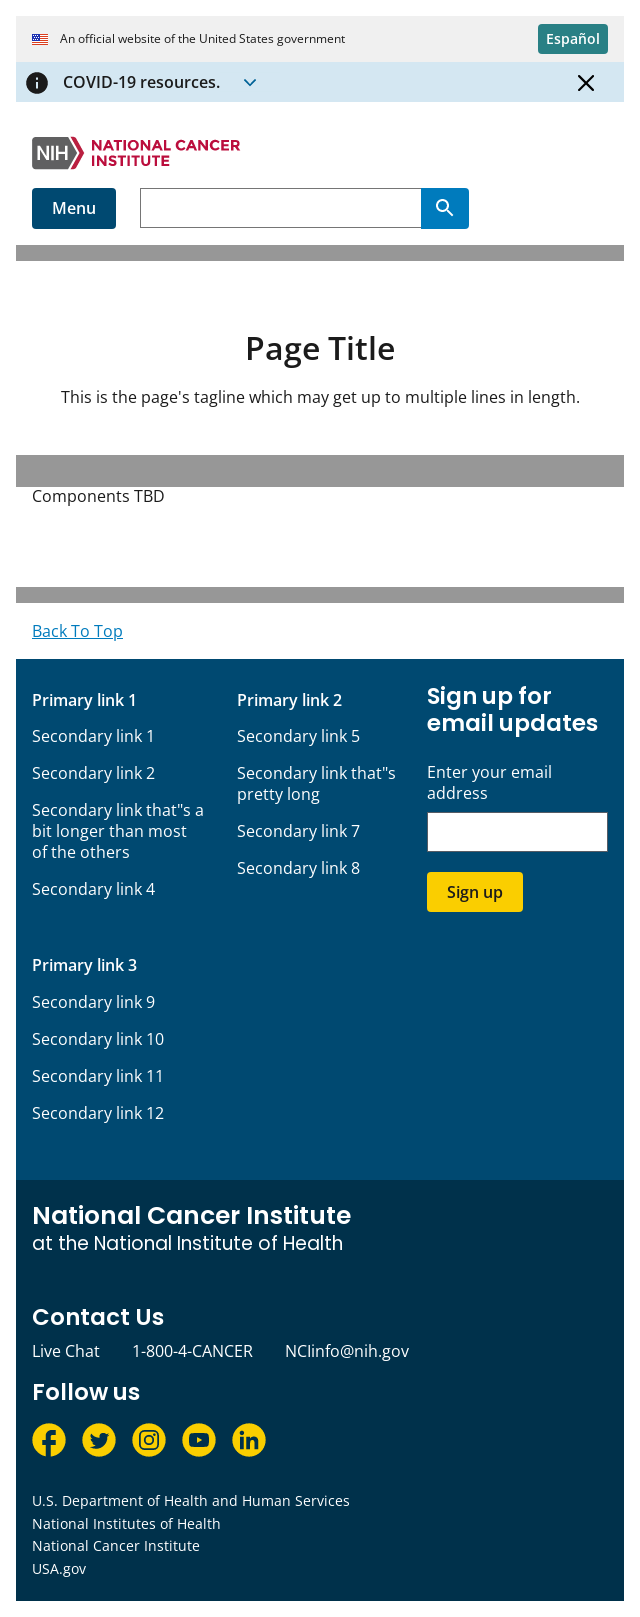 An official website of the United States government
Español
COVID-19 resources.
NIH
NATIONAL CANCER
INSTITUTE
Menu
Page Title
This is the page's tagline which may get up to multiple lines in length.
Components TBD
Back To Top
Primary link 1
Secondary link 1
Secondary link 2
Secondary link that"s a
bit longer than most
of the others
Secondary link 4
Primary link 2
Secondary link 5
Secondary link that"s
pretty long
Secondary link 7
Secondary link 8
Sign up for
email updates
Enter your email
address
Sign up
Primary link 3
Secondary link 9
Secondary link 10
Secondary link 11
Secondary link 12
National Cancer Institute
at the National Institute of Health
Contact Us
Live Chat 1-800-4-CANCER NCIinfo@nih.gov
Follow us
U.S. Department of Health and Human Services
National Institutes of Health
National Cancer Institute
USA.gov